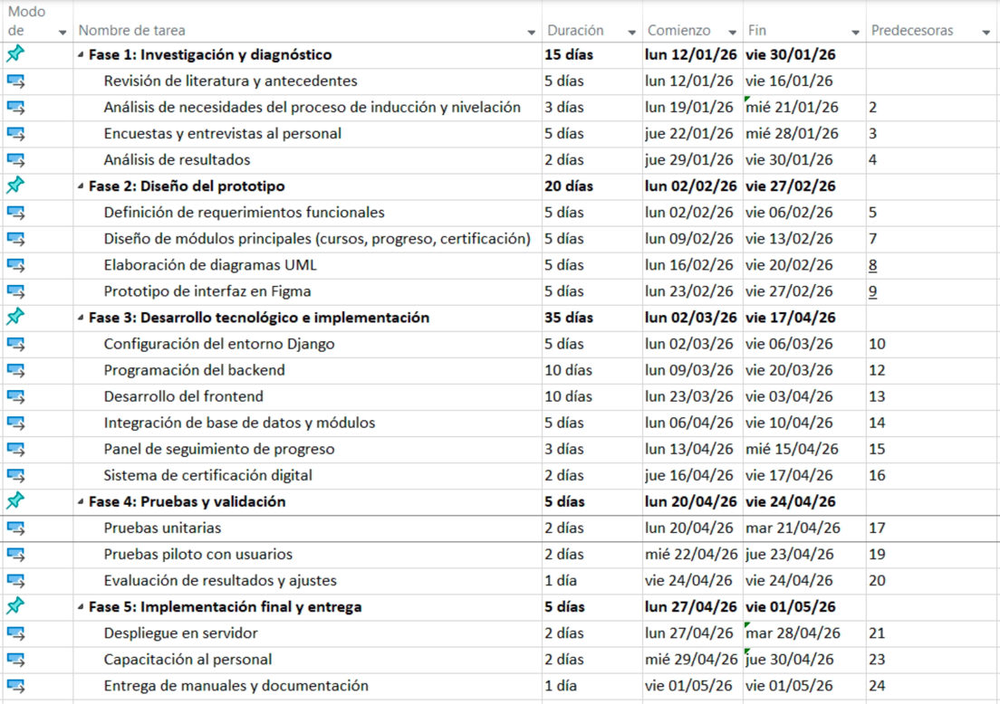 Modo de Nombre de tarea Duración Comienzo Fin Predecesoras
Fase 1: Investigación y diagnóstico 15 días lun 12/01/26 vie 30/01/26
Revisión de literatura y antecedentes 5 días lun 12/01/26 vie 16/01/26
Análisis de necesidades del proceso de inducción y nivelación 3 días lun 19/01/26 mié 21/01/26 2
Encuestas y entrevistas al personal 5 días jue 22/01/26 mié 28/01/26 3
Análisis de resultados 2 días jue 29/01/26 vie 30/01/26 4
Fase 2: Diseño del prototipo 20 días lun 02/02/26 vie 27/02/26
Definición de requerimientos funcionales 5 días lun 02/02/26 vie 06/02/26 5
Diseño de módulos principales (cursos, progreso, certificación) 5 días lun 09/02/26 vie 13/02/26 7
Elaboración de diagramas UML 5 días lun 16/02/26 vie 20/02/26 8
Prototipo de interfaz en Figma 5 días lun 23/02/26 vie 27/02/26 9
Fase 3: Desarrollo tecnológico e implementación 35 días lun 02/03/26 vie 17/04/26
Configuración del entorno Django 5 días lun 02/03/26 vie 06/03/26 10
Programación del backend 10 días lun 09/03/26 vie 20/03/26 12
Desarrollo del frontend 10 días lun 23/03/26 vie 03/04/26 13
Integración de base de datos y módulos 5 días lun 06/04/26 vie 10/04/26 14
Panel de seguimiento de progreso 3 días lun 13/04/26 mié 15/04/26 15
Sistema de certificación digital 2 días jue 16/04/26 vie 17/04/26 16
Fase 4: Pruebas y validación 5 días lun 20/04/26 vie 24/04/26
Pruebas unitarias 2 días lun 20/04/26 mar 21/04/26 17
Pruebas piloto con usuarios 2 días mié 22/04/26 jue 23/04/26 19
Evaluación de resultados y ajustes 1 día vie 24/04/26 vie 24/04/26 20
Fase 5: Implementación final y entrega 5 días lun 27/04/26 vie 01/05/26
Despliegue en servidor 2 días lun 27/04/26 mar 28/04/26 21
Capacitación al personal 2 días mié 29/04/26 jue 30/04/26 23
Entrega de manuales y documentación 1 día vie 01/05/26 vie 01/05/26 24